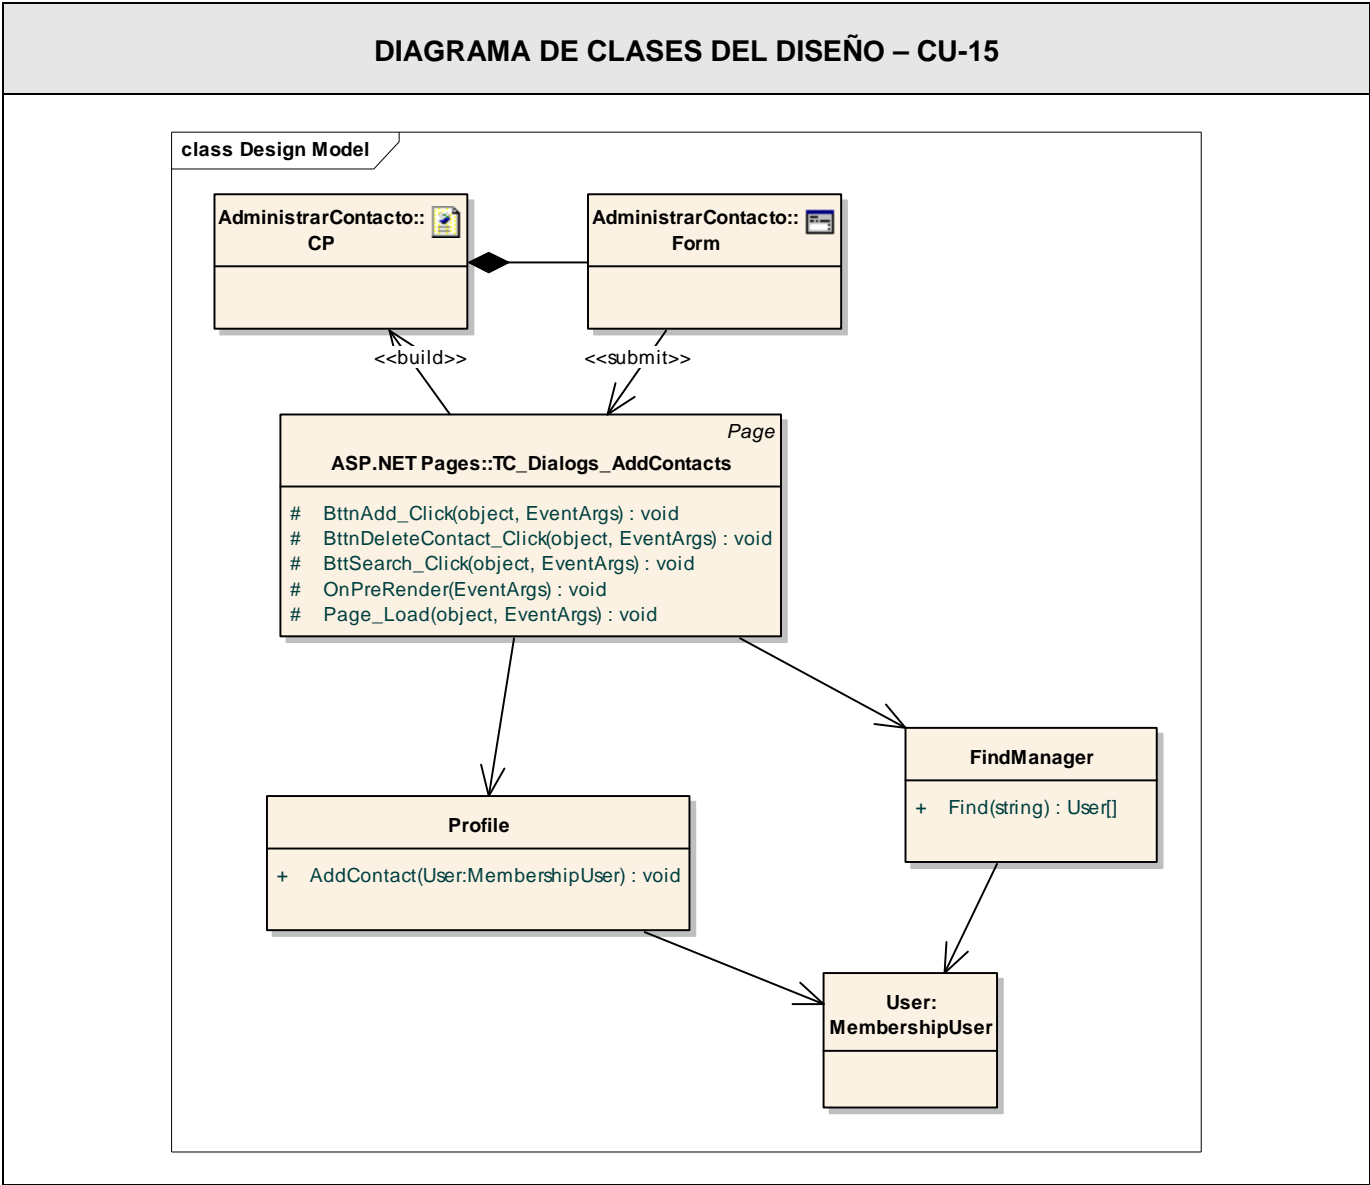 DIAGRAMA DE CLASES DEL DISEÑO – CU-15
class Design Model
AdministrarContacto::
CP
AdministrarContacto::
Form
<<build>>
<<submit>>
Page
ASP.NET Pages::TC_Dialogs_AddContacts
# BttnAdd_Click(object, EventArgs) : void
# BttnDeleteContact_Click(object, EventArgs) : void
# BttSearch_Click(object, EventArgs) : void
# OnPreRender(EventArgs) : void
# Page_Load(object, EventArgs) : void
FindManager
+ Find(string) : User[]
Profile
+ AddContact(User:MembershipUser) : void
User:
MembershipUser